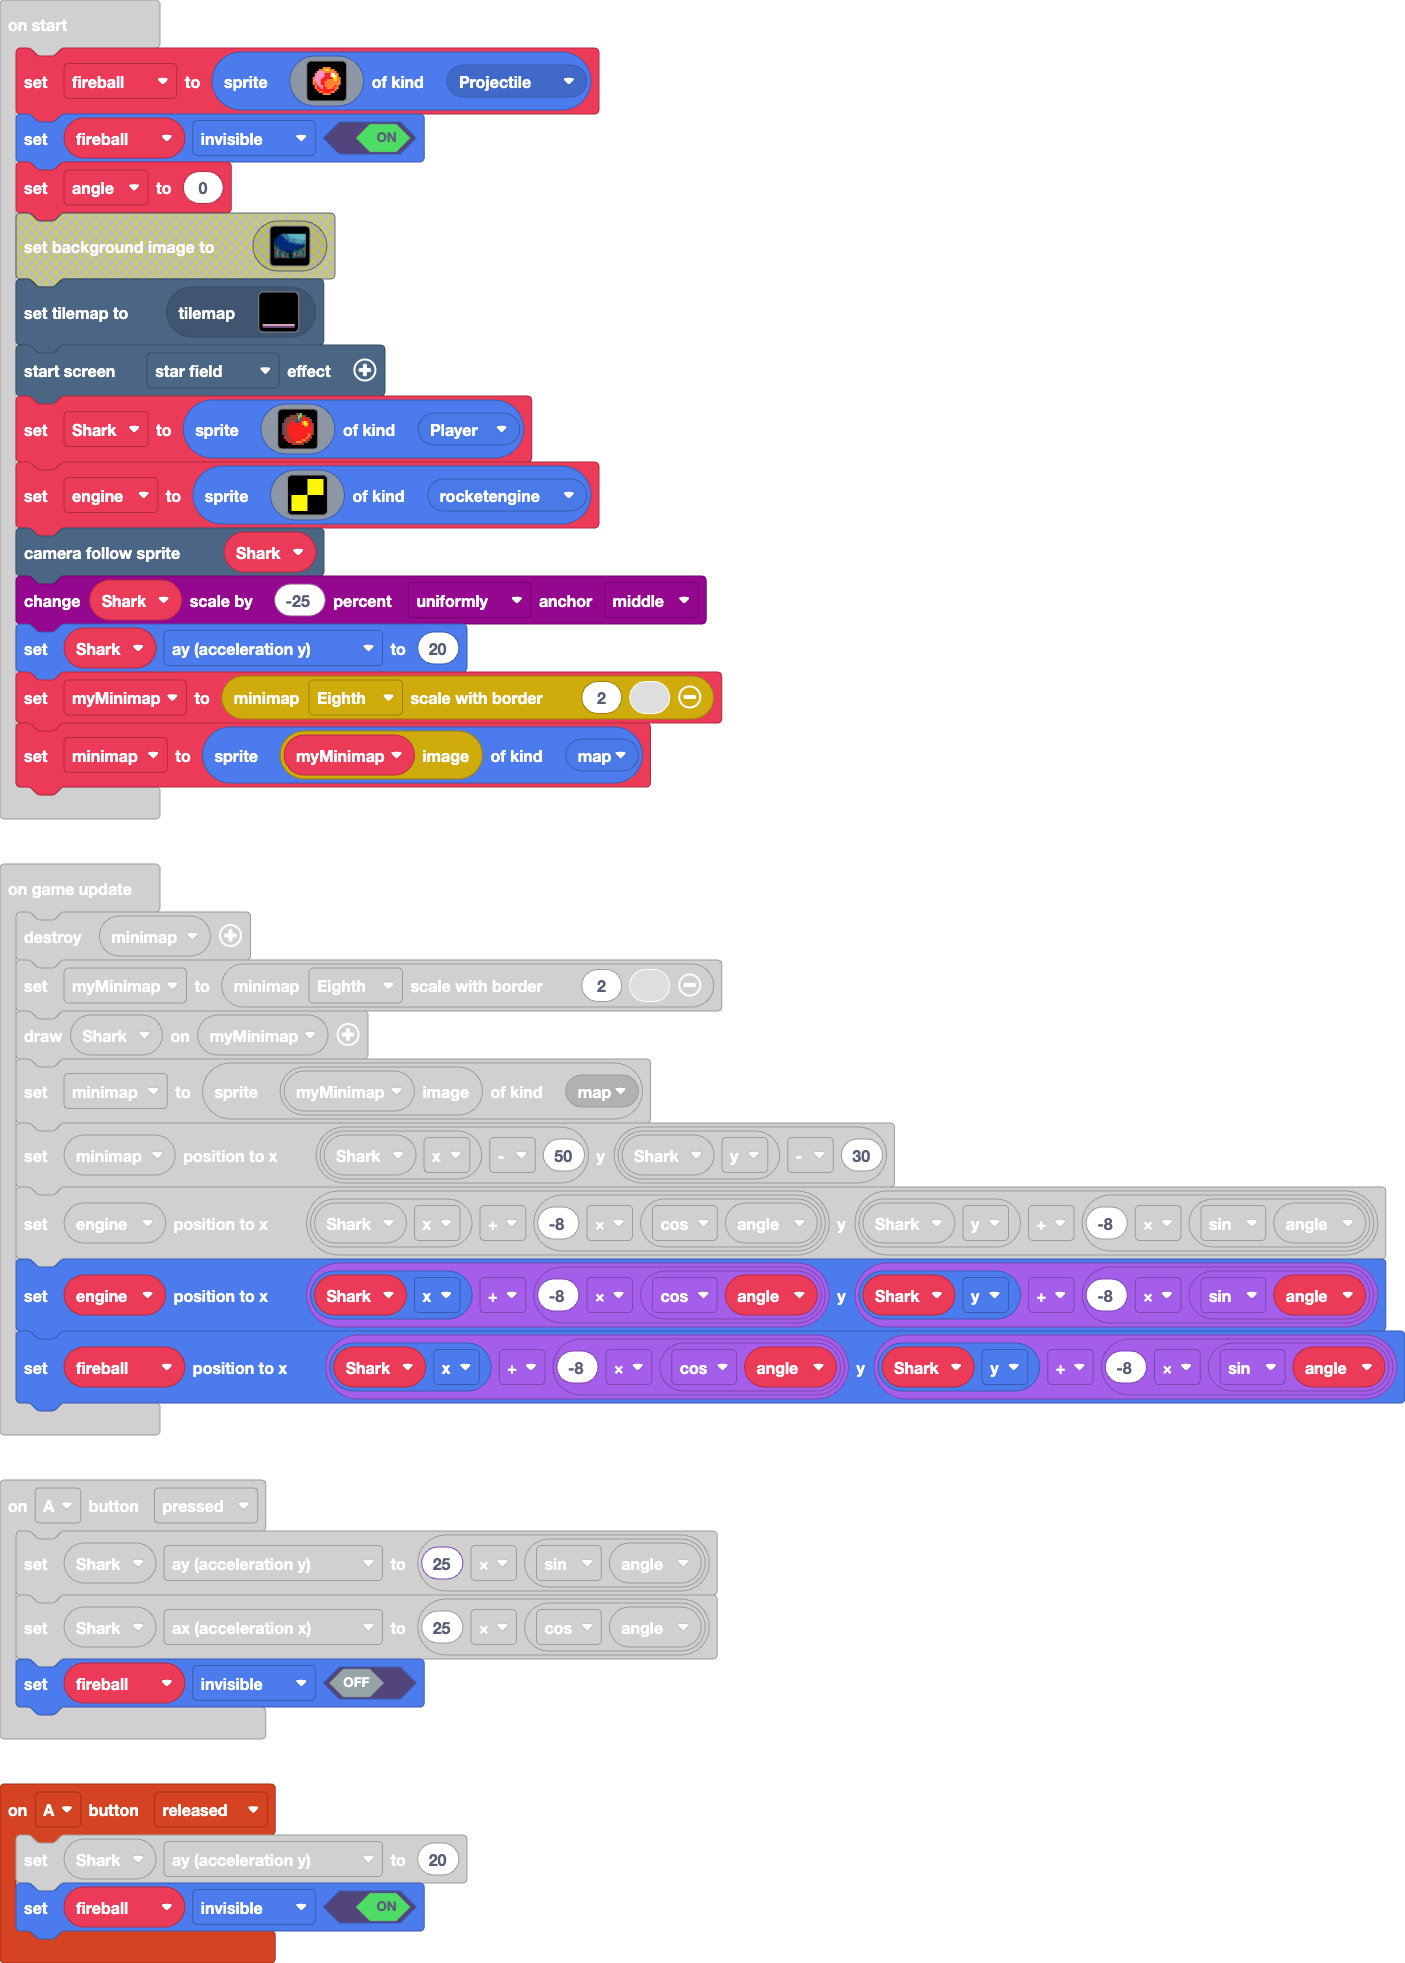 on start
set fireball to sprite of kind Projectile
set fireball invisible ON
set angle to 0
set background image to
set tilemap to tilemap
start screen star field effect
set Shark to sprite of kind Player
set engine to sprite of kind rocketengine
camera follow sprite Shark
change Shark scale by -25 percent uniformly anchor middle
set Shark ay (acceleration y) to 20
set myMinimap to minimap Eighth scale with border 2
set minimap to sprite myMinimap image of kind map
on game update
destroy minimap
set myMinimap to minimap Eighth scale with border 2
draw Shark on myMinimap
set minimap to sprite myMinimap image of kind map
set minimap position to x Shark x - 50 y Shark y - 30
set engine position to x Shark x + -8 × cos angle y Shark y + -8 × sin angle
set engine position to x Shark x + -8 × cos angle y Shark y + -8 × sin angle
set fireball position to x Shark x + -8 × cos angle y Shark y + -8 × sin angle
on A button pressed
set Shark ay (acceleration y) to 25 × sin angle
set Shark ax (acceleration x) to 25 × cos angle
set fireball invisible OFF
on A button released
set Shark ay (acceleration y) to 20
set fireball invisible ON